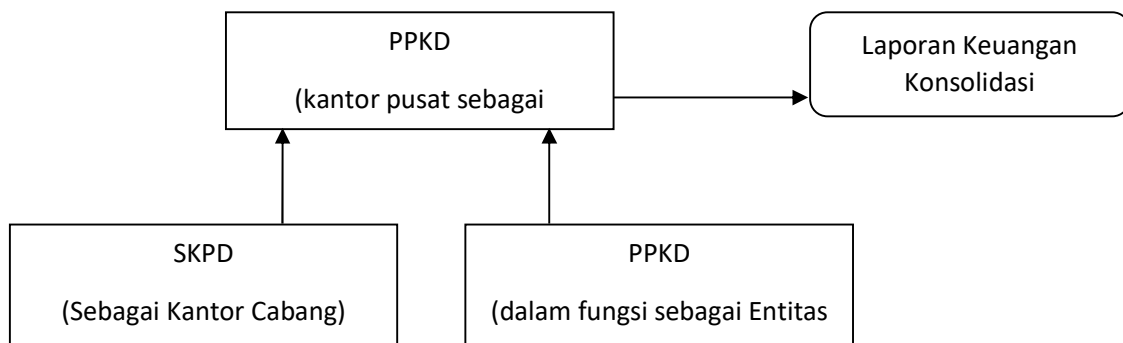 PPKD
(kantor pusat sebagai
Laporan Keuangan
Konsolidasi
SKPD
(Sebagai Kantor Cabang)
PPKD
(dalam fungsi sebagai Entitas